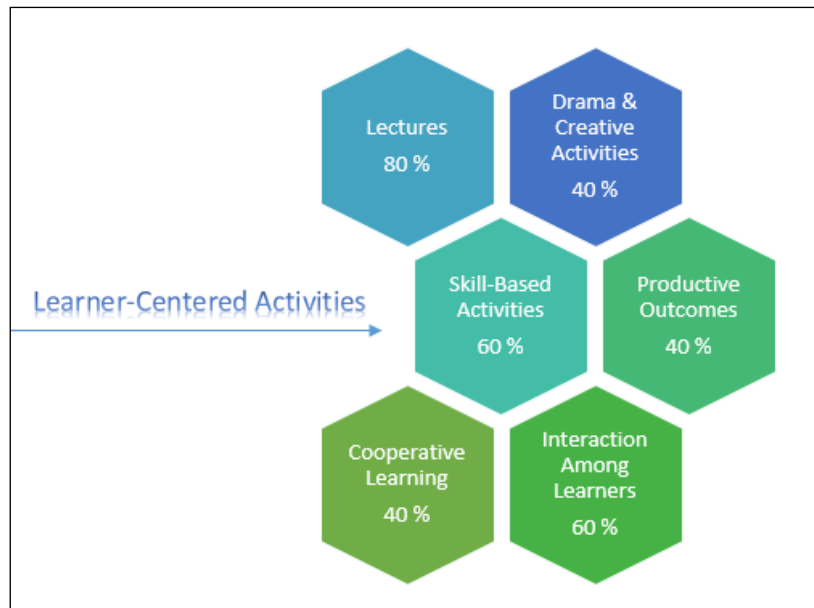 Lectures
80 %
Drama &
Creative
Activities
40 %
Learner-Centered Activities
Skill-Based
Activities
60 %
Productive
Outcomes
40 %
Cooperative
Learning
40 %
Interaction
Among
Learners
60 %